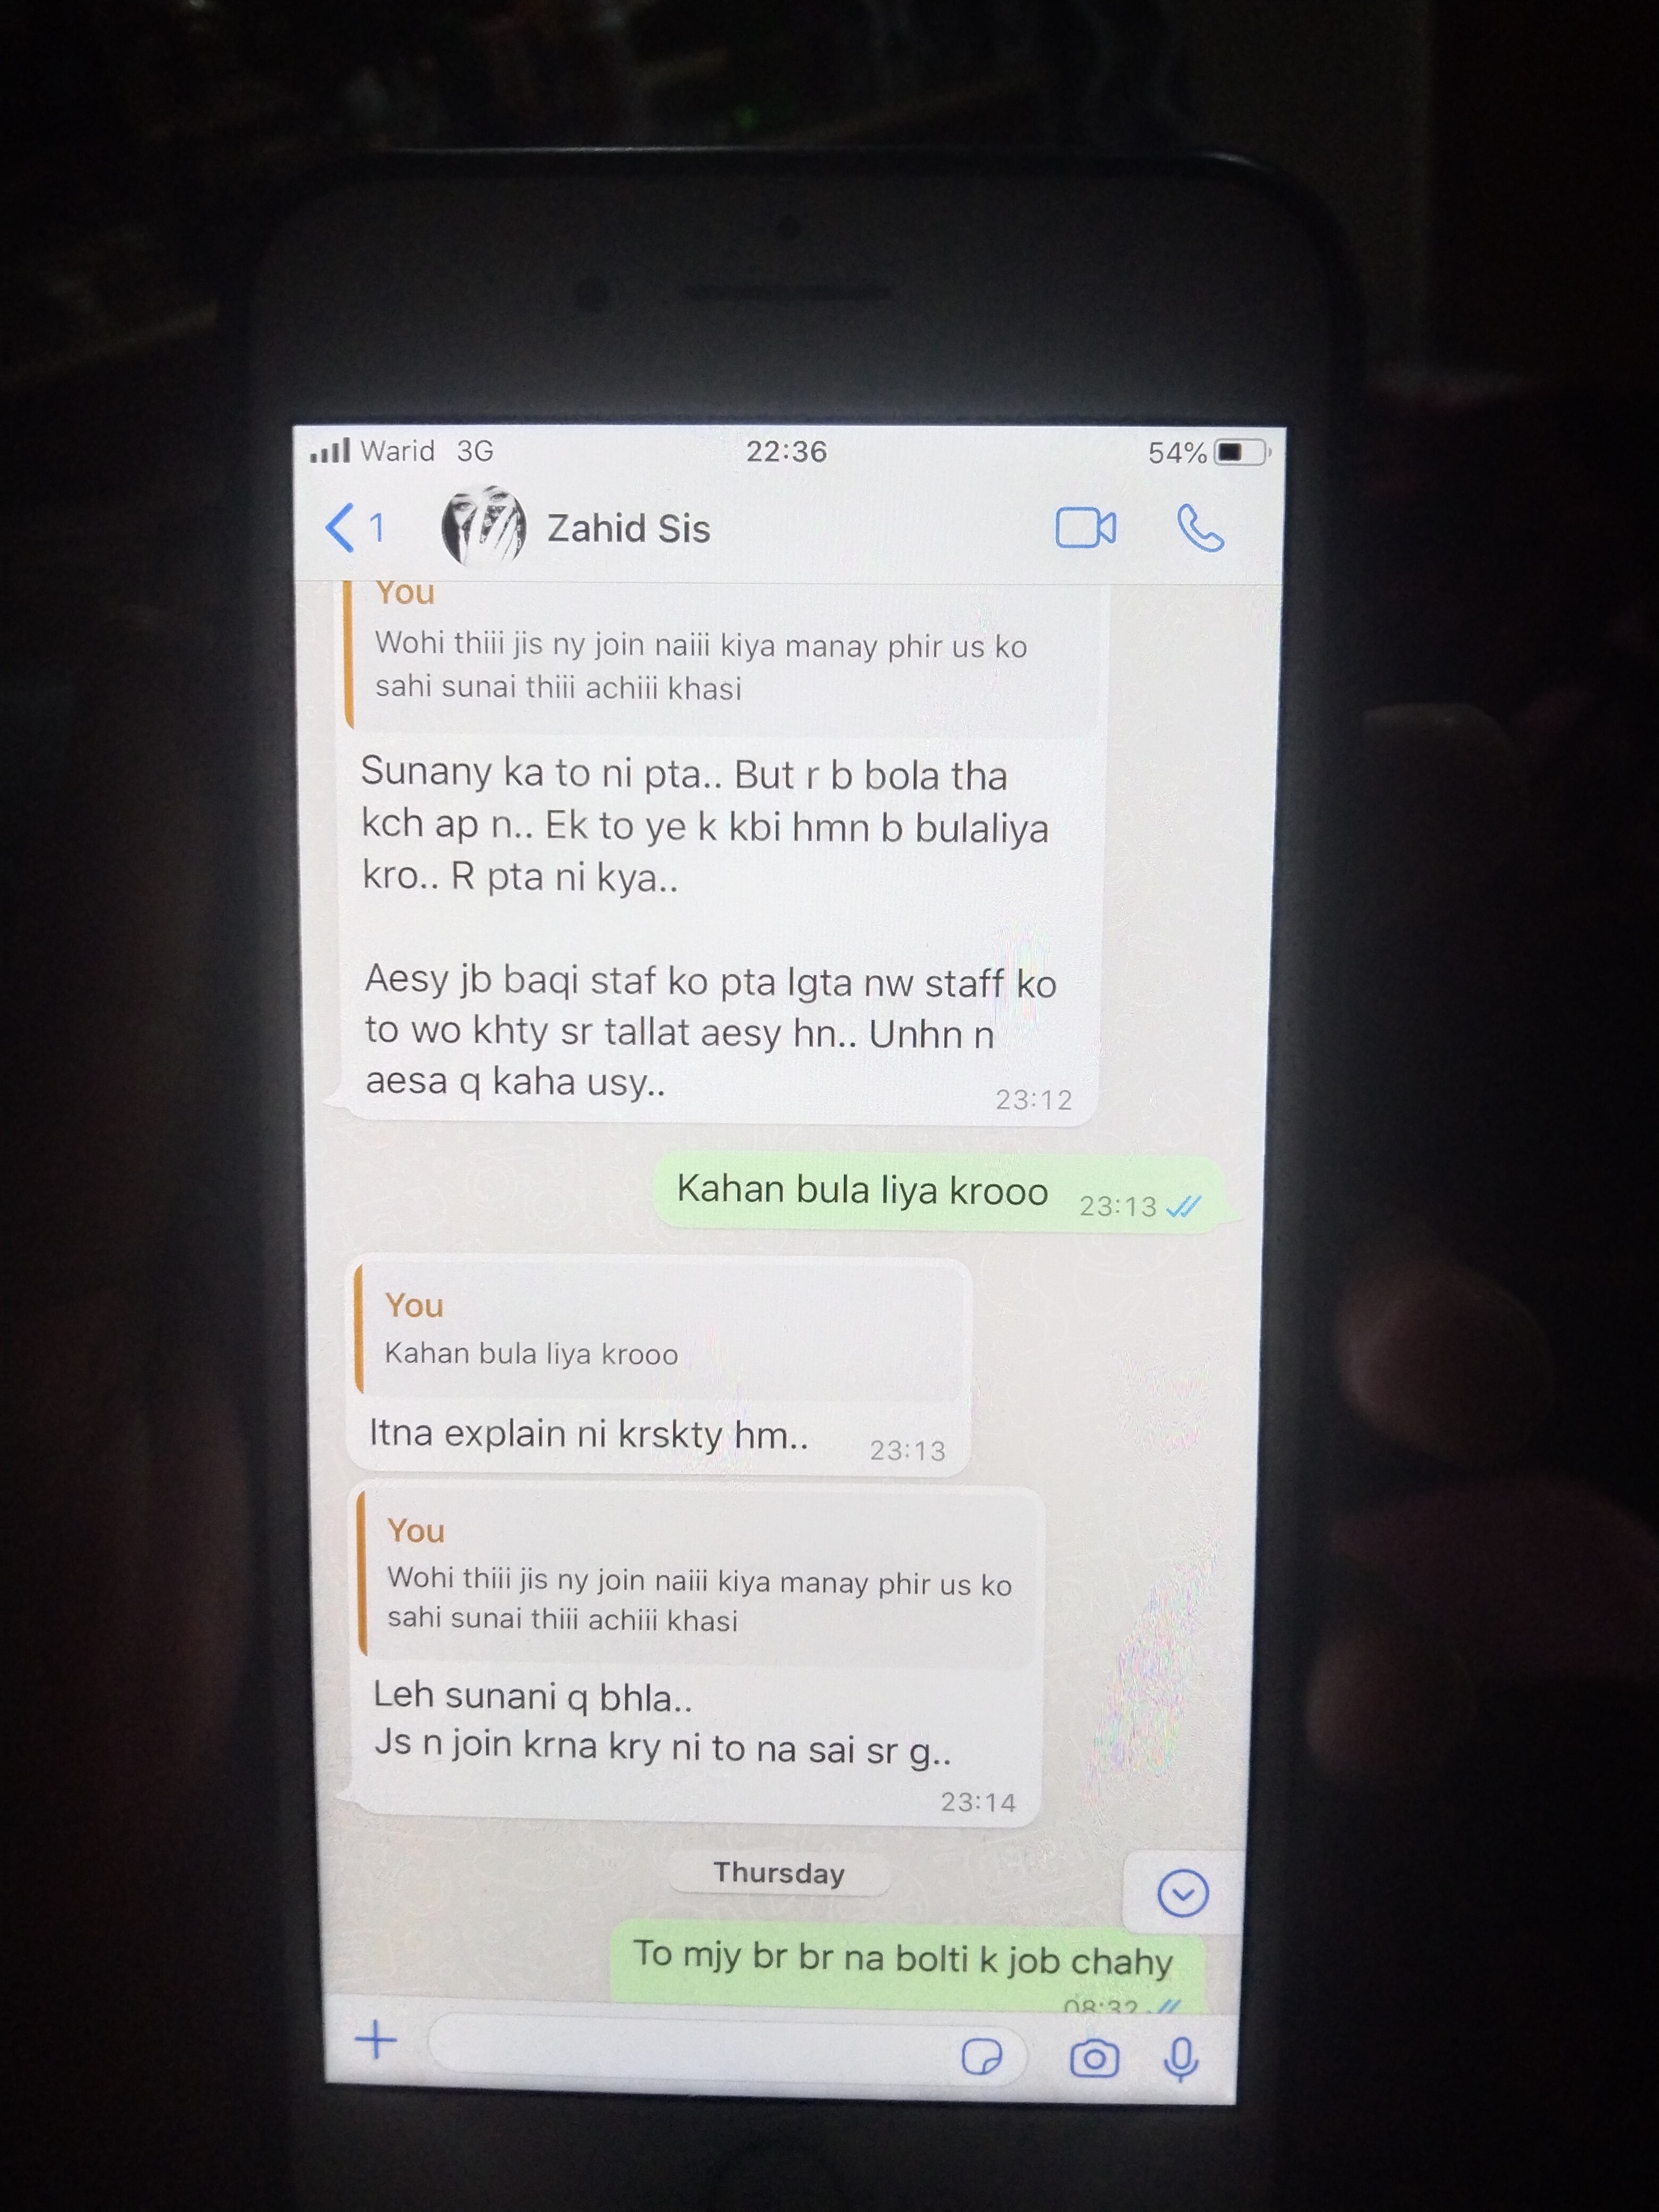 Warid 3G 22:36 54%
1 Zahid Sis
You
Wohi thiii jis ny join naiii kiya manay phir us ko
sahi sunai thiii achiii khasi
Sunany ka to ni pta.. But r b bola tha
kch ap n.. Ek to ye k kbi hmn b bulaliya
kro.. R pta ni kya..
Aesy jb baqi staf ko pta lgta nw staff ko
to wo khty sr tallat aesy hn.. Unhn n
aesa q kaha usy..
23:12
Kahan bula liya krooo 23:13
You
Kahan bula liya krooo
Itna explain ni krskty hm.. 23:13
You
Wohi thiii jis ny join naiii kiya manay phir us ko
sahi sunai thiii achiii khasi
Leh sunani q bhla..
Js n join krna kry ni to na sai sr g..
23:14
Thursday
To mjy br br na bolti k job chahy
08:32